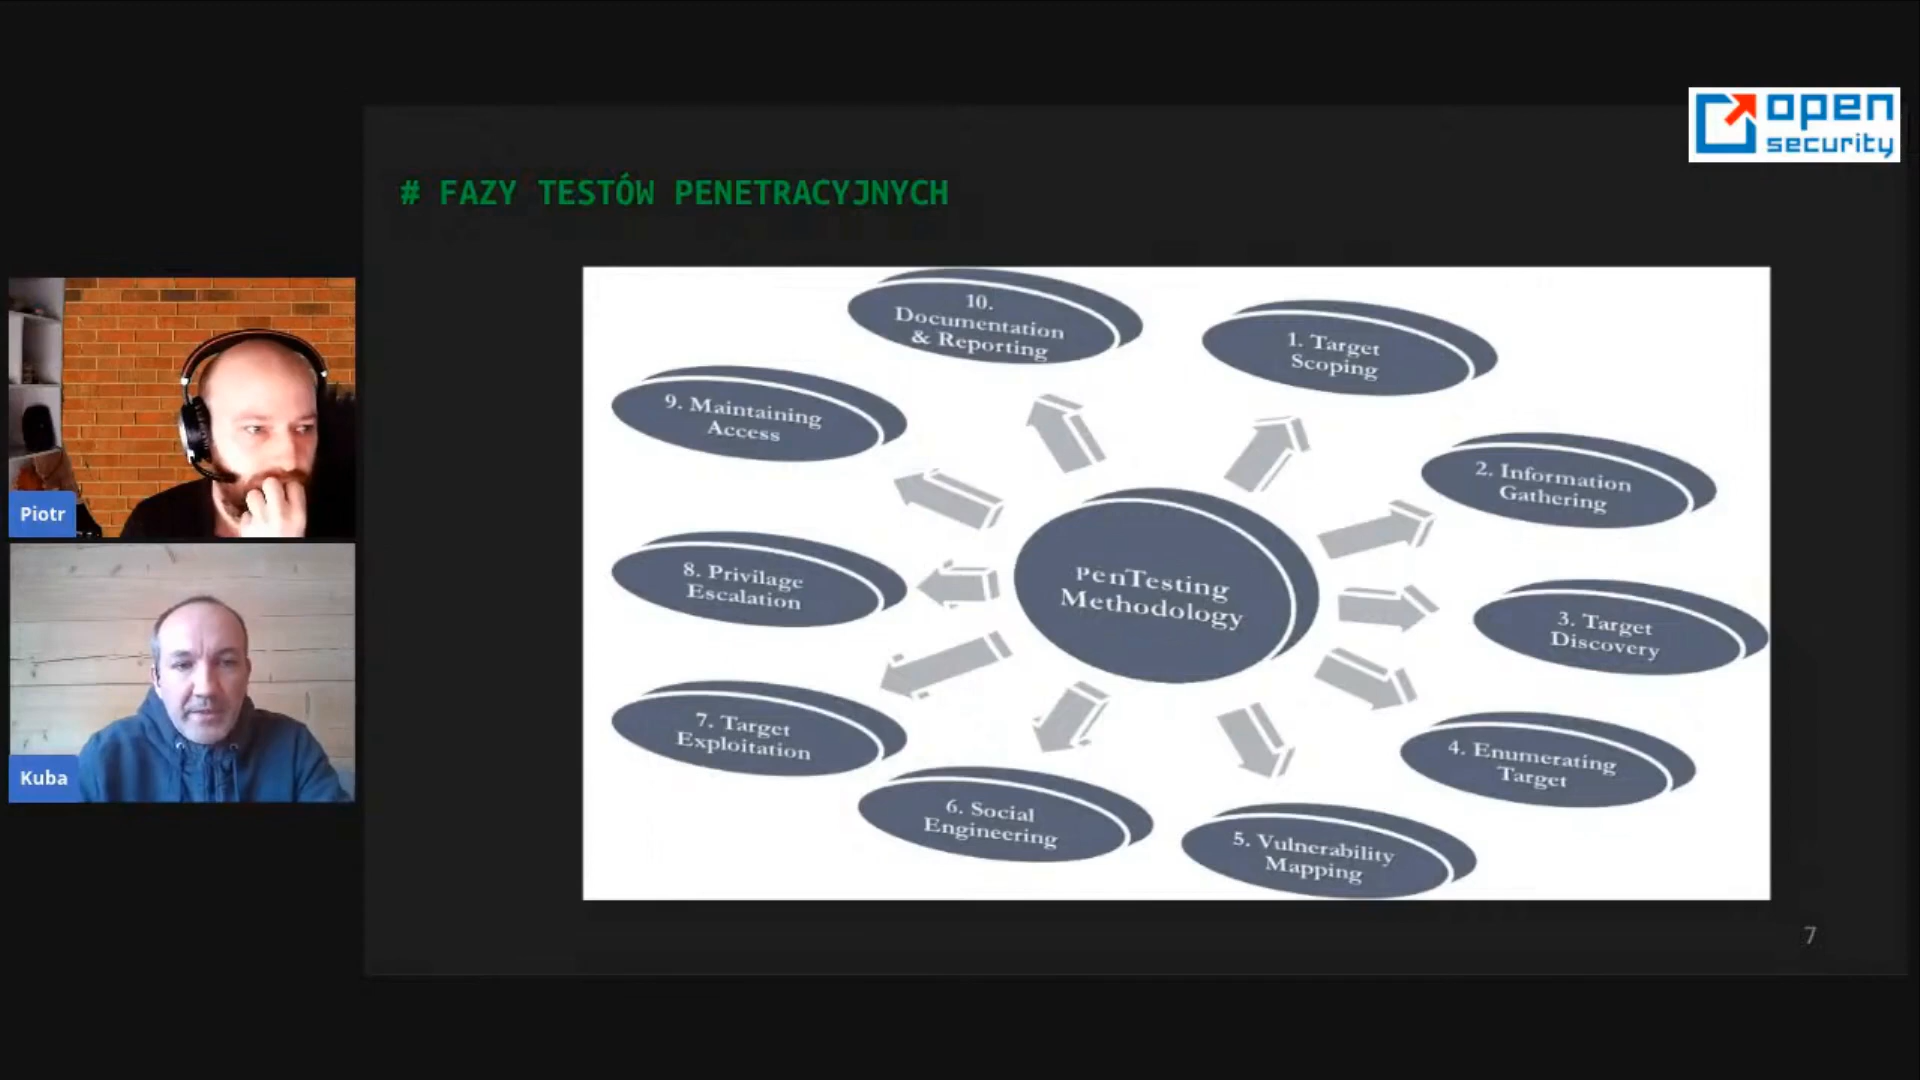 open
security
# FAZY TESTÓW PENETRACYJNYCH
10.
Documentation
& Reporting
1. Target
Scoping
9. Maintaining
Access
2. Information
Gathering
8. Privilage
Escalation
PenTesting
Methodology
3. Target
Discovery
7. Target
Exploitation
4. Enumerating
Target
6. Social
Engineering
5. Vulnerability
Mapping
Piotr
Kuba
7